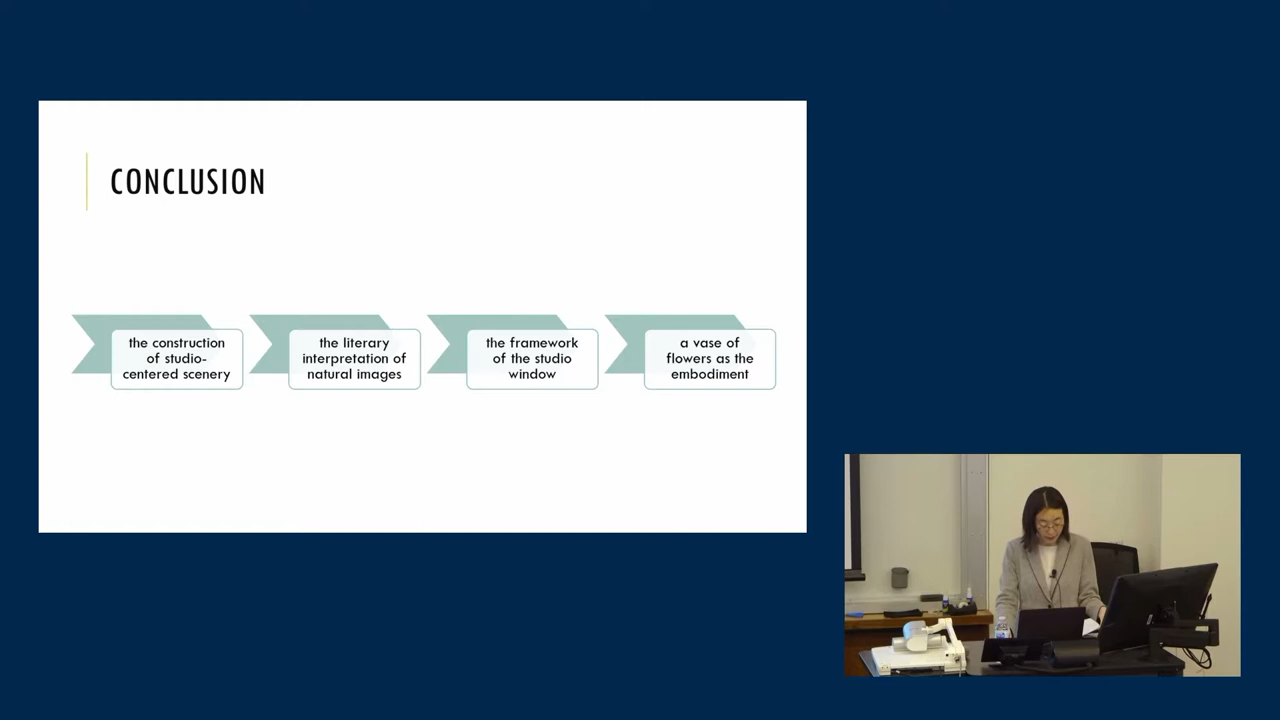 CONCLUSION
the construction
of studio-
centered scenery
the literary
interpretation of
natural images
the framework
of the studio
window
a vase of
flowers as the
embodiment